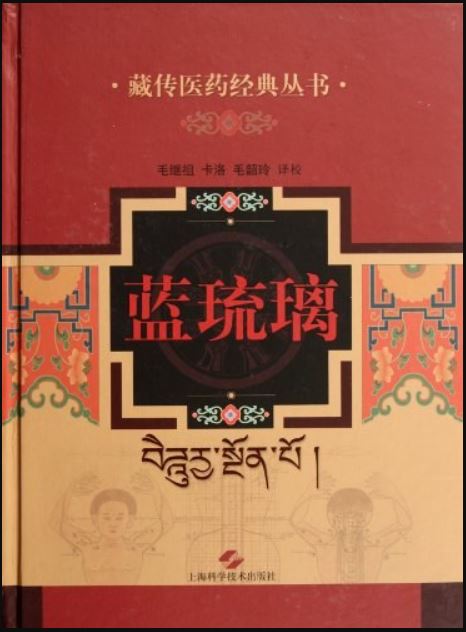 ·藏传医药经典丛书·
毛继祖 卡洛 毛韶玲 译校
蓝琉璃
བཻཌཱུརྱ་སྔོན་པོ།
上海科学技术出版社